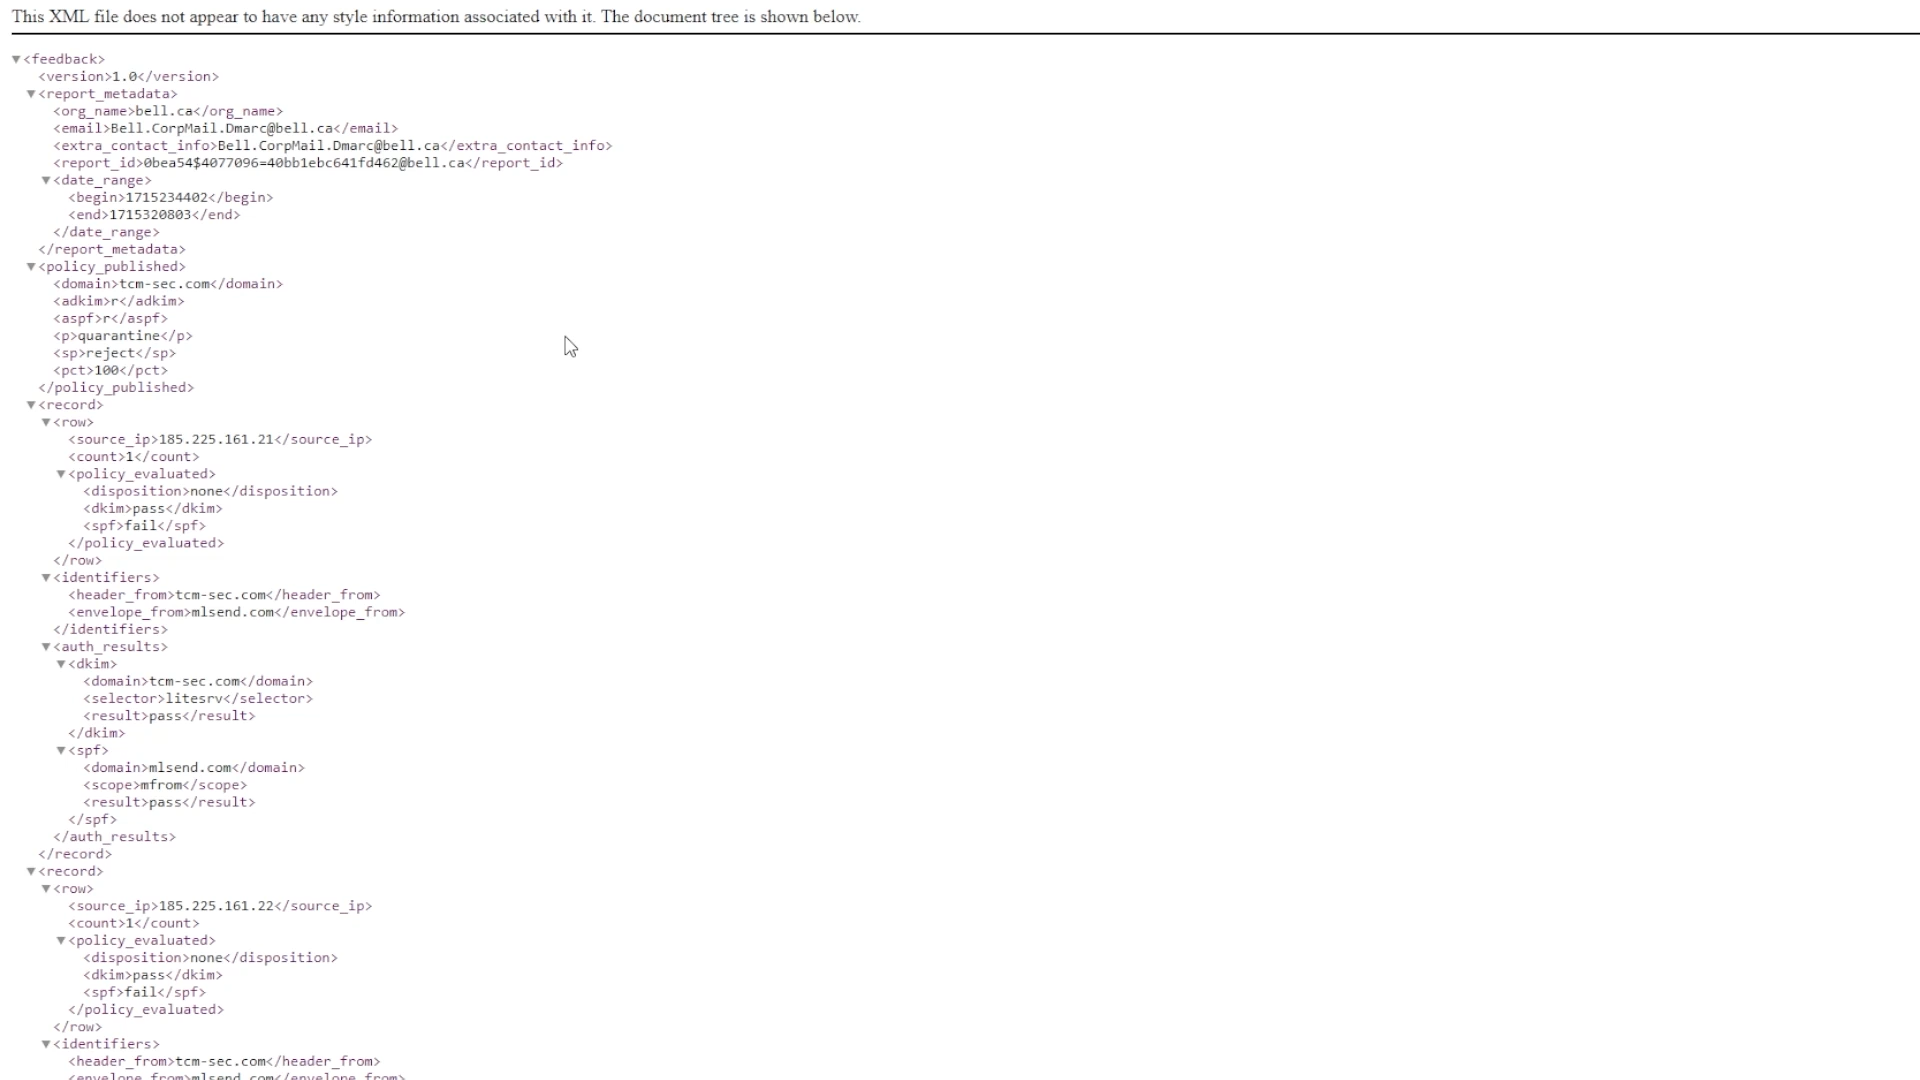 This XML file does not appear to have any style information associated with it. The document tree is shown below.
▼<feedback>
<version>1.0</version>
▼<report_metadata>
<org_name>bell.ca</org_name>
<email>Bell.CorpMail.Dmarc@bell.ca</email>
<extra_contact_info>Bell.CorpMail.Dmarc@bell.ca</extra_contact_info>
<report_id>0bea54$4077096=40bb1ebc641fd462@bell.ca</report_id>
▼<date_range>
<begin>1715234402</begin>
<end>1715320803</end>
</date_range>
</report_metadata>
▼<policy_published>
<domain>tcm-sec.com</domain>
<adkim>r</adkim>
<aspf>r</aspf>
<p>quarantine</p>
<sp>reject</sp>
<pct>100</pct>
</policy_published>
▼<record>
▼<row>
<source_ip>185.225.161.21</source_ip>
<count>1</count>
▼<policy_evaluated>
<disposition>none</disposition>
<dkim>pass</dkim>
<spf>fail</spf>
</policy_evaluated>
</row>
▼<identifiers>
<header_from>tcm-sec.com</header_from>
<envelope_from>mlsend.com</envelope_from>
</identifiers>
▼<auth_results>
▼<dkim>
<domain>tcm-sec.com</domain>
<selector>litesrv</selector>
<result>pass</result>
</dkim>
▼<spf>
<domain>mlsend.com</domain>
<scope>mfrom</scope>
<result>pass</result>
</spf>
</auth_results>
</record>
▼<record>
▼<row>
<source_ip>185.225.161.22</source_ip>
<count>1</count>
▼<policy_evaluated>
<disposition>none</disposition>
<dkim>pass</dkim>
<spf>fail</spf>
</policy_evaluated>
</row>
▼<identifiers>
<header_from>tcm-sec.com</header_from>
<envelope_from>mlsend.com</envelope_from>